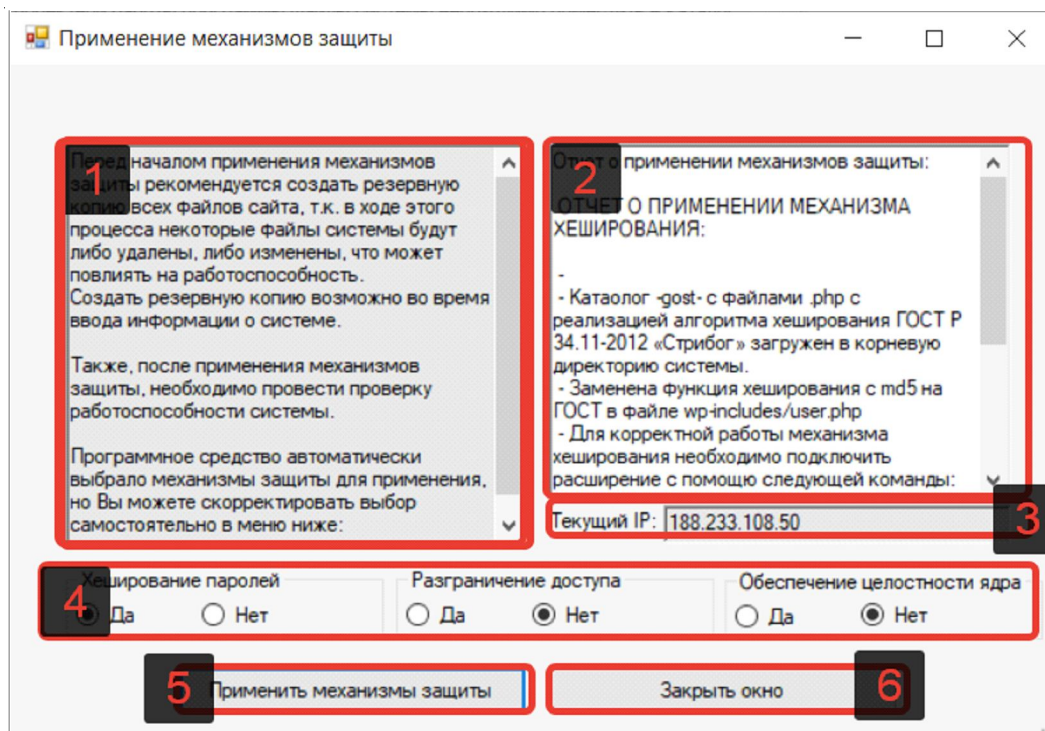 Применение механизмов защиты
1
Перед началом применения механизмов
защиты рекомендуется создать резервную
копию всех файлов сайта, т.к. в ходе этого
процесса некоторые файлы системы будут
либо удалены, либо изменены, что может
повлиять на работоспособность.
Создать резервную копию возможно во время
ввода информации о системе.
Также, после применения механизмов
защиты, необходимо провести проверку
работоспособности системы.
Программное средство автоматически
выбрало механизмы защиты для применения,
но Вы можете скорректировать выбор
самостоятельно в меню ниже:
2
Отчет о применении механизмов защиты:
ОТЧЕТ О ПРИМЕНЕНИИ МЕХАНИЗМА
ХЕШИРОВАНИЯ:
-
- Катаолог -gost- с файлами .php с
реализацией алгоритма хеширования ГОСТ Р
34.11-2012 «Стрибог» загружен в корневую
директорию системы.
- Заменена функция хеширования с md5 на
ГОСТ в файле wp-includes/user.php
- Для корректной работы механизма
хеширования необходимо подключить
расширение с помощю следующей команды:
Текущий IP: 188.233.108.50
3
4
Хеширование паролей
Да Нет
Разграничение доступа
Да Нет
Обеспечение целостности ядра
Да Нет
5
Применить механизмы защиты
Закрыть окно
6